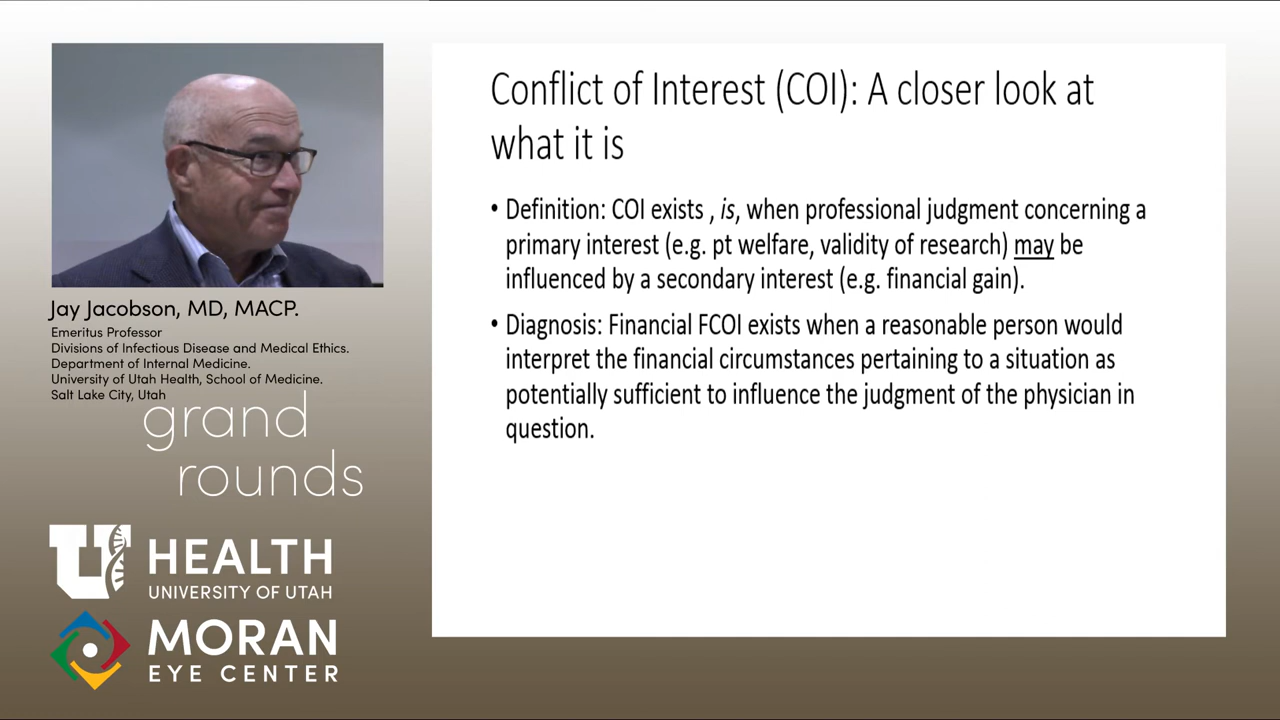 Conflict of Interest (COI): A closer look at
what it is
• Definition: COI exists , is, when professional judgment concerning a
primary interest (e.g. pt welfare, validity of research) may be
influenced by a secondary interest (e.g. financial gain).
• Diagnosis: Financial FCOI exists when a reasonable person would
interpret the financial circumstances pertaining to a situation as
potentially sufficient to influence the judgment of the physician in
question.
Jay Jacobson, MD, MACP.
Emeritus Professor
Divisions of Infectious Disease and Medical Ethics.
Department of Internal Medicine.
University of Utah Health, School of Medicine.
Salt Lake City, Utah
grand
rounds
U HEALTH
UNIVERSITY OF UTAH
MORAN
EYE CENTER